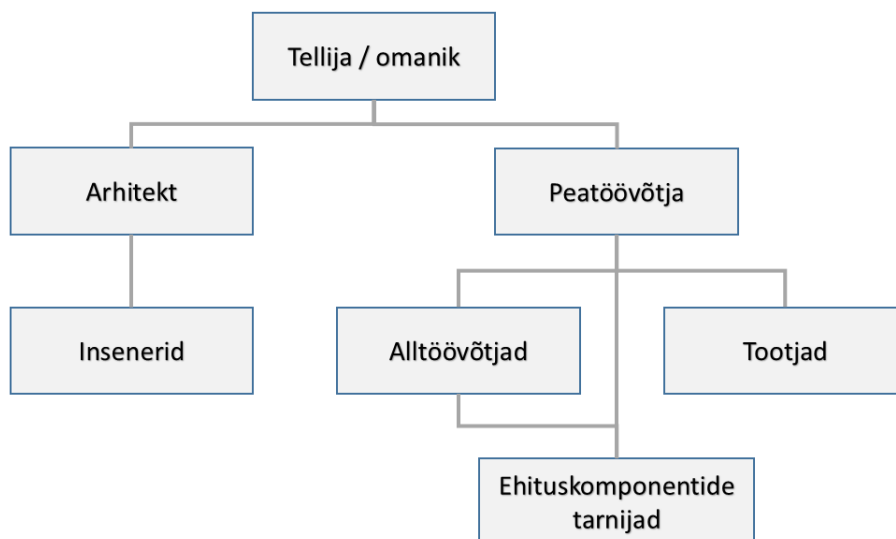 Tellija / omanik
Arhitekt
Peatöövõtja
Insenerid
Alltöövõtjad
Tootjad
Ehituskomponentide
tarnijad